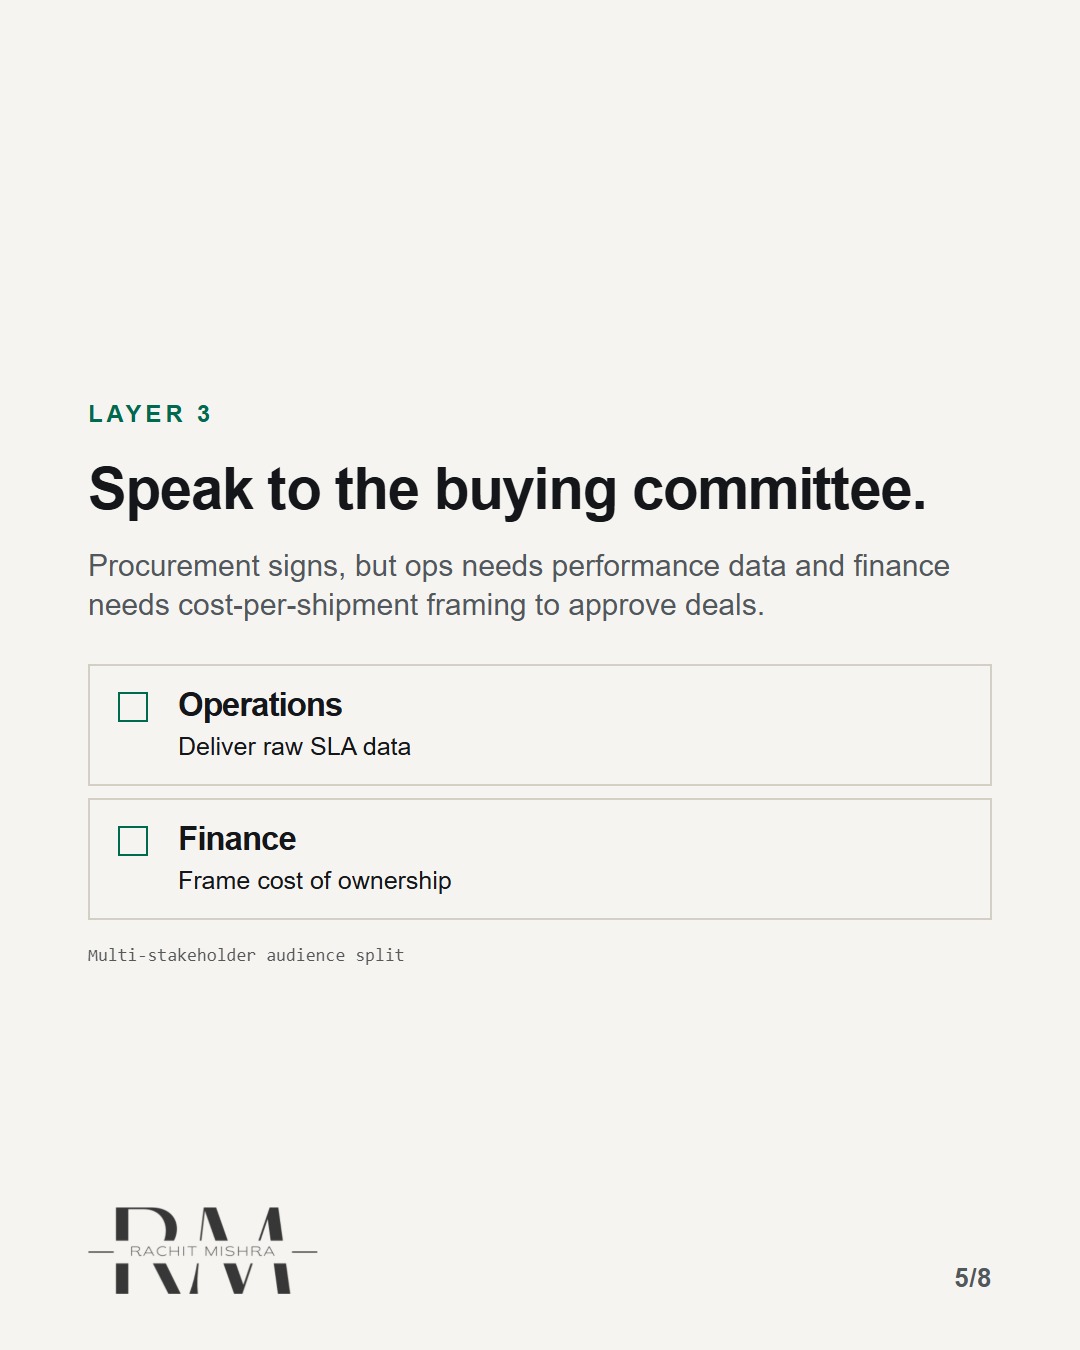 LAYER 3
Speak to the buying committee.
Procurement signs, but ops needs performance data and finance
needs cost-per-shipment framing to approve deals.
Operations
Deliver raw SLA data
Finance
Frame cost of ownership
Multi-stakeholder audience split
RM
RACHIT MISHRA
5/8